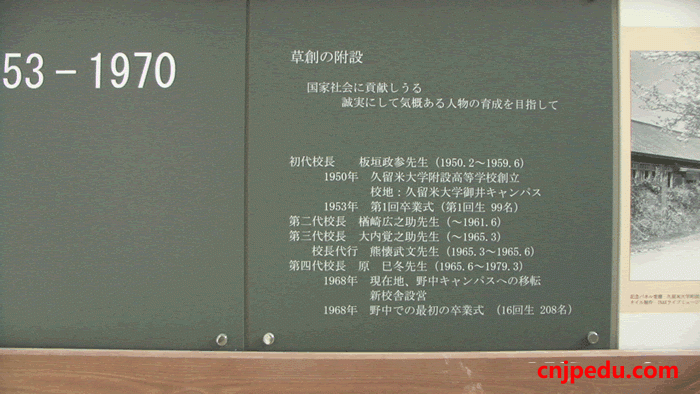 53－1970
草創の附設
国家社会に貢献しうる
誠実にして気概ある人物の育成を目指して
初代校長　板垣政参先生（1950.2～1959.6）
1950年　久留米大学附設高等学校創立
校地：久留米大学御井キャンパス
1953年　第1回卒業式（第1回生 99名）
第二代校長　楢崎広之助先生（～1961.6）
第三代校長　大内覚之助先生（～1965.3）
校長代行　熊懐武文先生（1965.3～1965.6）
第四代校長　原　巳冬先生（1965.6～1979.3）
1968年　現在地、野中キャンパスへの移転
新校舎設営
1968年　野中での最初の卒業式　（16回生 208名）
cnjpedu.com